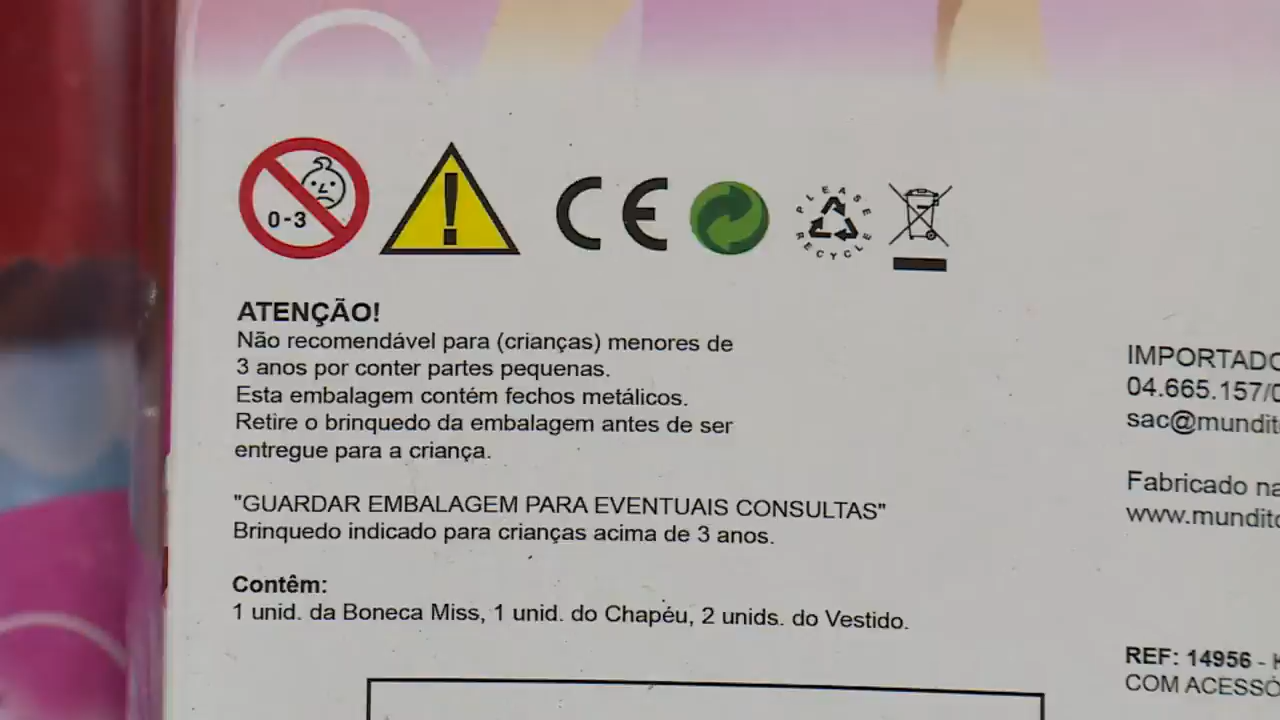 0-3
CE
PLEASE
RECYCLE
ATENÇÃO!
Não recomendável para (crianças) menores de
3 anos por conter partes pequenas.
Esta embalagem contém fechos metálicos.
Retire o brinquedo da embalagem antes de ser
entregue para a criança.
"GUARDAR EMBALAGEM PARA EVENTUAIS CONSULTAS"
Brinquedo indicado para crianças acima de 3 anos.
Contêm:
1 unid. da Boneca Miss, 1 unid. do Chapéu, 2 unids. do Vestido.
IMPORTADO
04.665.157/0
sac@mundit
Fabricado na
www.mundito
REF: 14956 -
COM ACESSÓ